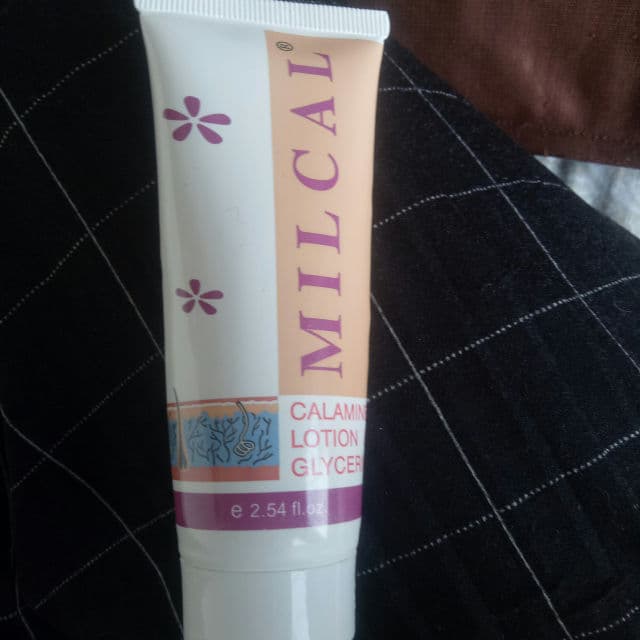 MILCAL®
CALAMIN
LOTION
GLYCER
e 2.54 fl.oz.